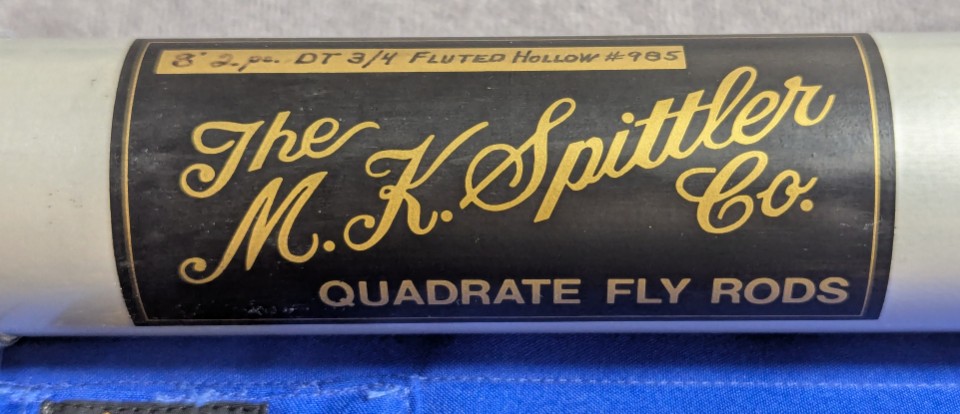 8' 2. pc. DT 3/4 FLUTED HOLLOW #985
The
M. K. Spittler
Co.
QUADRATE FLY RODS